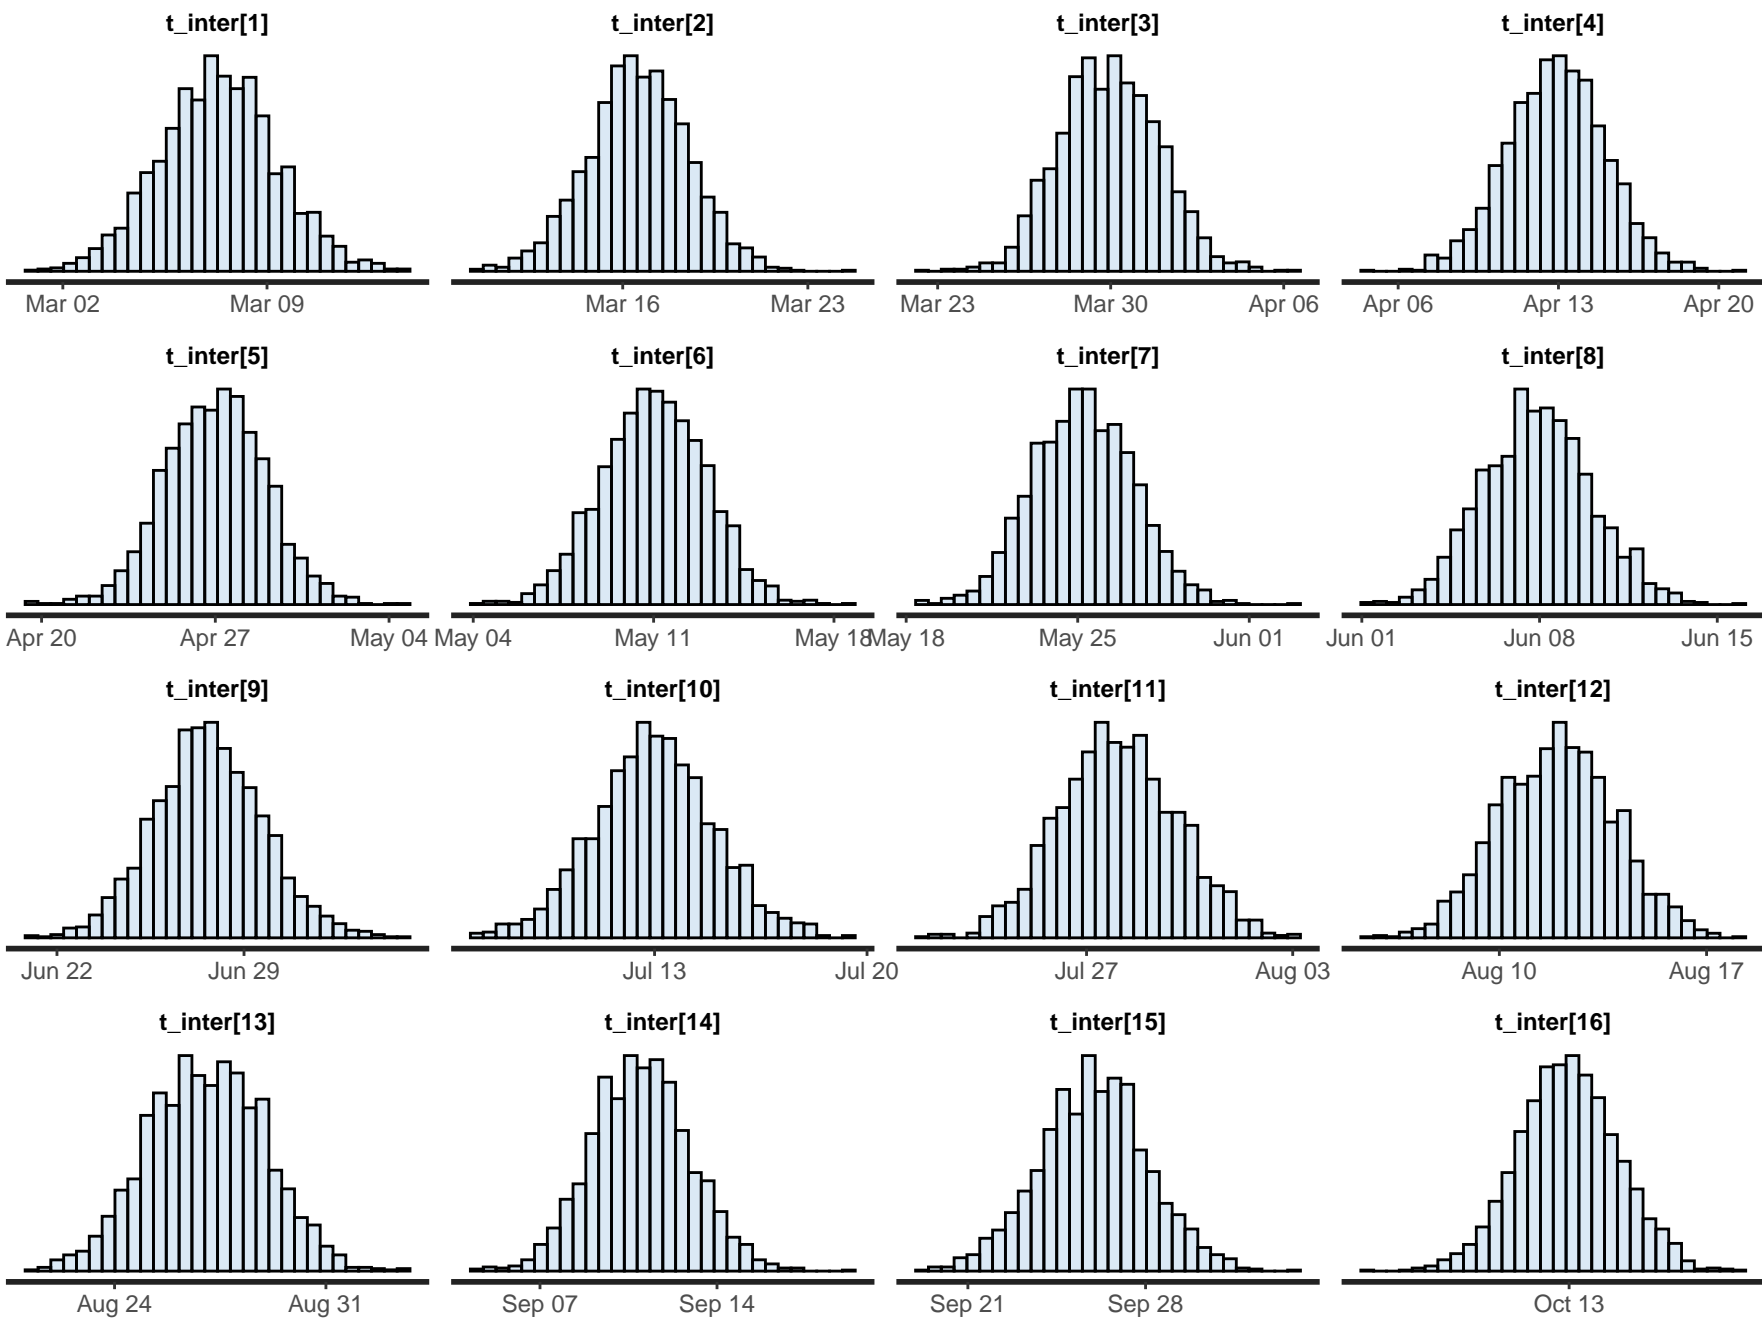 t_inter[1] t_inter[2] t_inter[3] t_inter[4]
Mar 02 Mar 09 Mar 16 Mar 23 Mar 23 Mar 30 Apr 06 Apr 06 Apr 13 Apr 20
t_inter[5] t_inter[6] t_inter[7] t_inter[8]
Apr 20 Apr 27 May 04 May 04 May 11 May 18 May 18 May 25 Jun 01 Jun 01 Jun 08 Jun 15
t_inter[9] t_inter[10] t_inter[11] t_inter[12]
Jun 22 Jun 29 Jul 13 Jul 20 Jul 27 Aug 03 Aug 10 Aug 17
t_inter[13] t_inter[14] t_inter[15] t_inter[16]
Aug 24 Aug 31 Sep 07 Sep 14 Sep 21 Sep 28 Oct 13